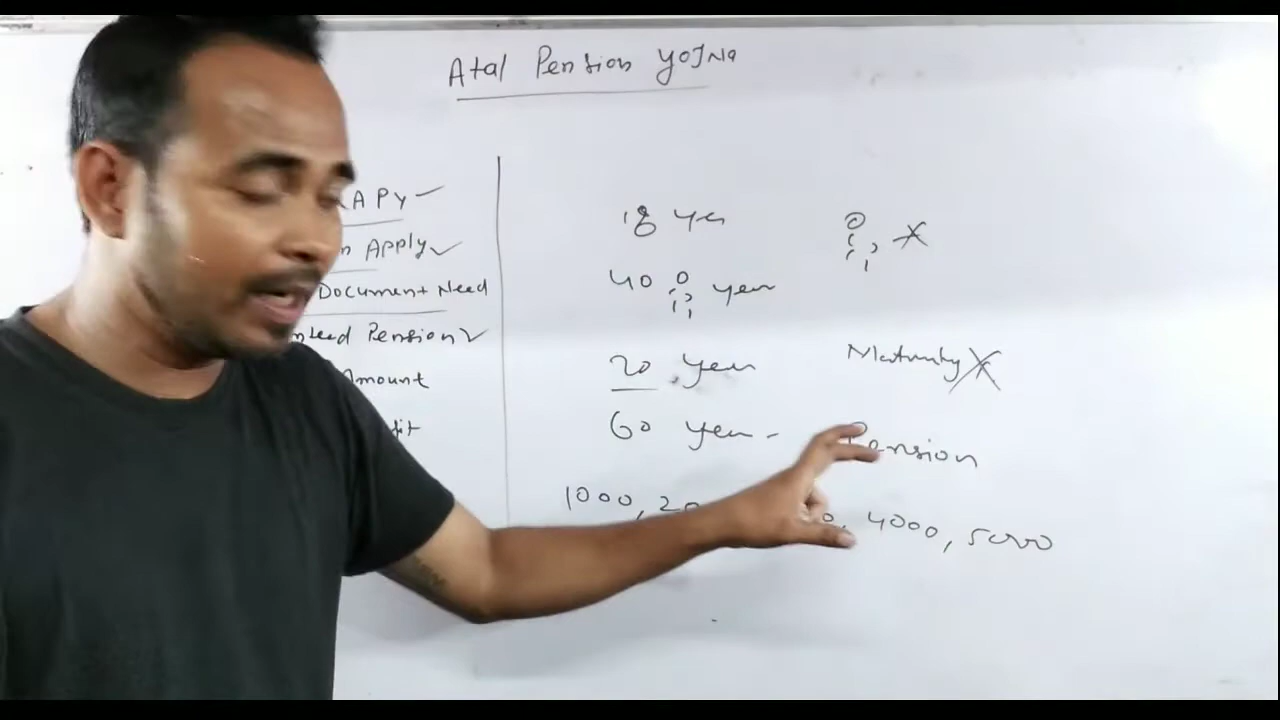 Atal Pension YOJNA
APY
Apply
Document Need
Pension
Amount
18 yer
40 year
20 year
Maturity
60 year - Pension
1000, 4000, 5000